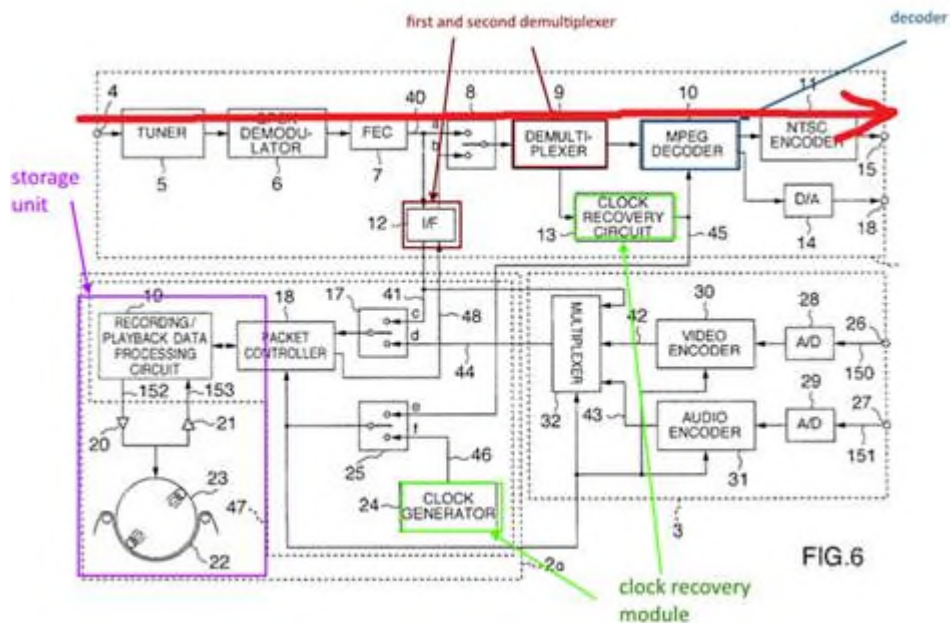 first and second demultiplexer
decoder
4
TUNER
5
DEMODU-
LATOR
6
FEC
7
40
8
a
b
9
DEMULTI-
PLEXER
10
MPEG
DECODER
11
NTSC
ENCODER
15
D/A
14
18
storage
unit
12
I/F
13
CLOCK
RECOVERY
CIRCUIT
45
19
RECORDING/
PLAYBACK DATA
PROCESSING
CIRCUIT
18
PACKET
CONTROLLER
17
41
c
d
48
44
MULTIPLEXER
32
42
30
VIDEO
ENCODER
28
A/D
26
150
43
AUDIO
ENCODER
31
29
A/D
27
151
152
153
20
21
e
f
25
46
24
CLOCK
GENERATOR
23
47
22
3
2a
FIG.6
clock recovery
module